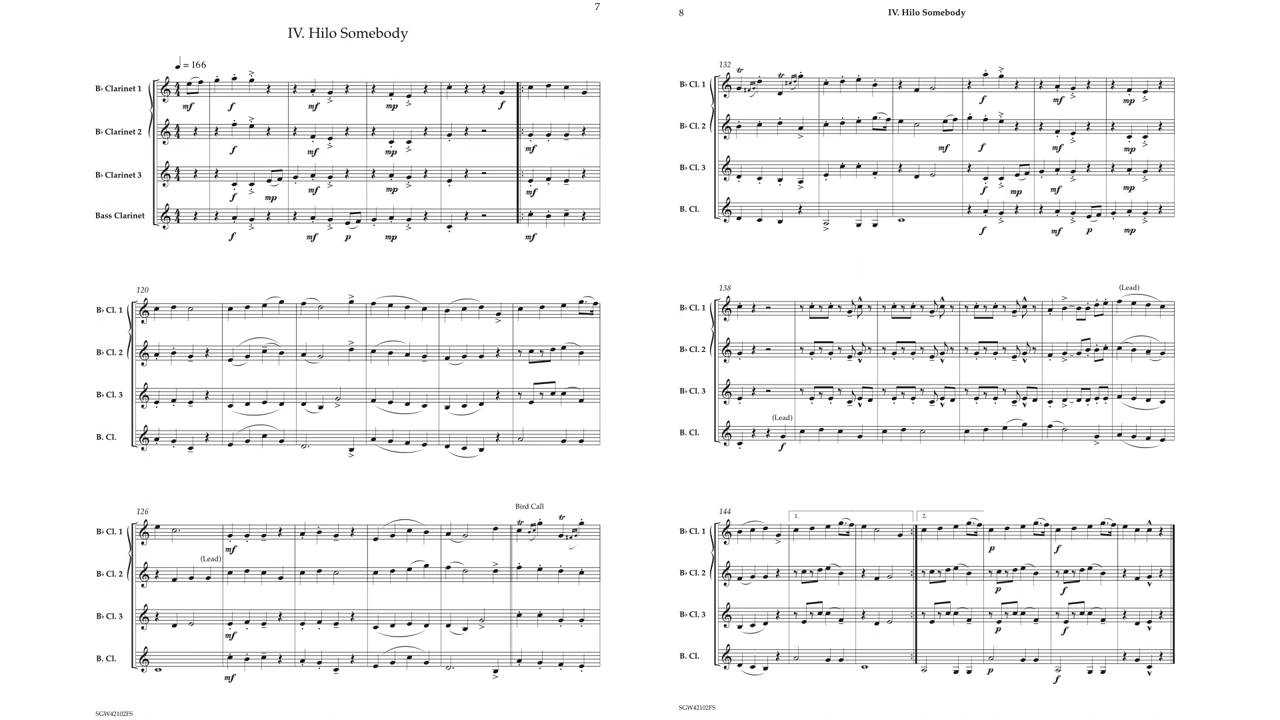 7
IV. Hilo Somebody
♩ = 166
B♭ Clarinet 1
mf f mf mp f
B♭ Clarinet 2
f mf mp mf
B♭ Clarinet 3
f mp mf mp mf
Bass Clarinet
f mf p mp mf
120
B♭ Cl. 1
B♭ Cl. 2
B♭ Cl. 3
B. Cl.
126
Bird Call
B♭ Cl. 1
tr tr
mf
(Lead)
B♭ Cl. 2
B♭ Cl. 3
mf
B. Cl.
mf
SGW42102FS
8
IV. Hilo Somebody
132
tr tr
B♭ Cl. 1
f mf mp
B♭ Cl. 2
mf f mf mp
B♭ Cl. 3
f mp mf mp
B. Cl.
f mf p mp
138
(Lead)
B♭ Cl. 1
B♭ Cl. 2
B♭ Cl. 3
(Lead)
B. Cl.
f
144
1. 2.
B♭ Cl. 1
p f
B♭ Cl. 2
p f
B♭ Cl. 3
p f
B. Cl.
p f
SGW42102FS